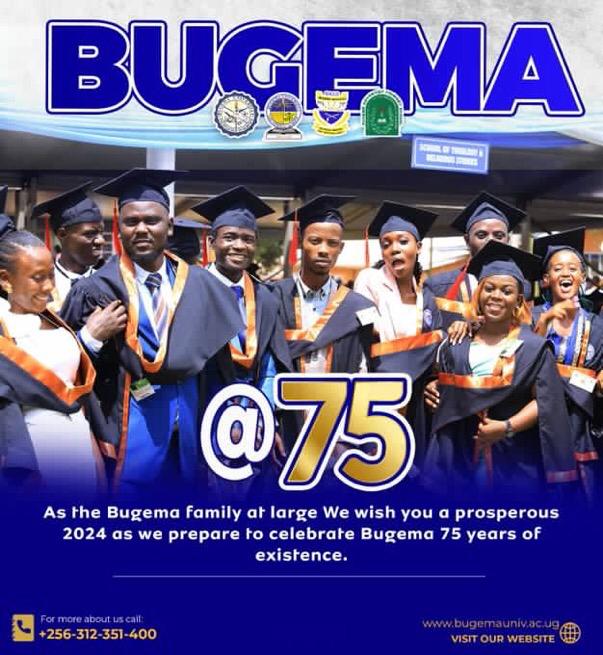 BUGEMA
SCHOOL OF THEOLOGY &
RELIGIOUS STUDIES
@75
As the Bugema family at large We wish you a prosperous
2024 as we prepare to celebrate Bugema 75 years of
existence.
For more about us call:
+256-312-351-400
www.bugemauniv.ac.ug
VISIT OUR WEBSITE